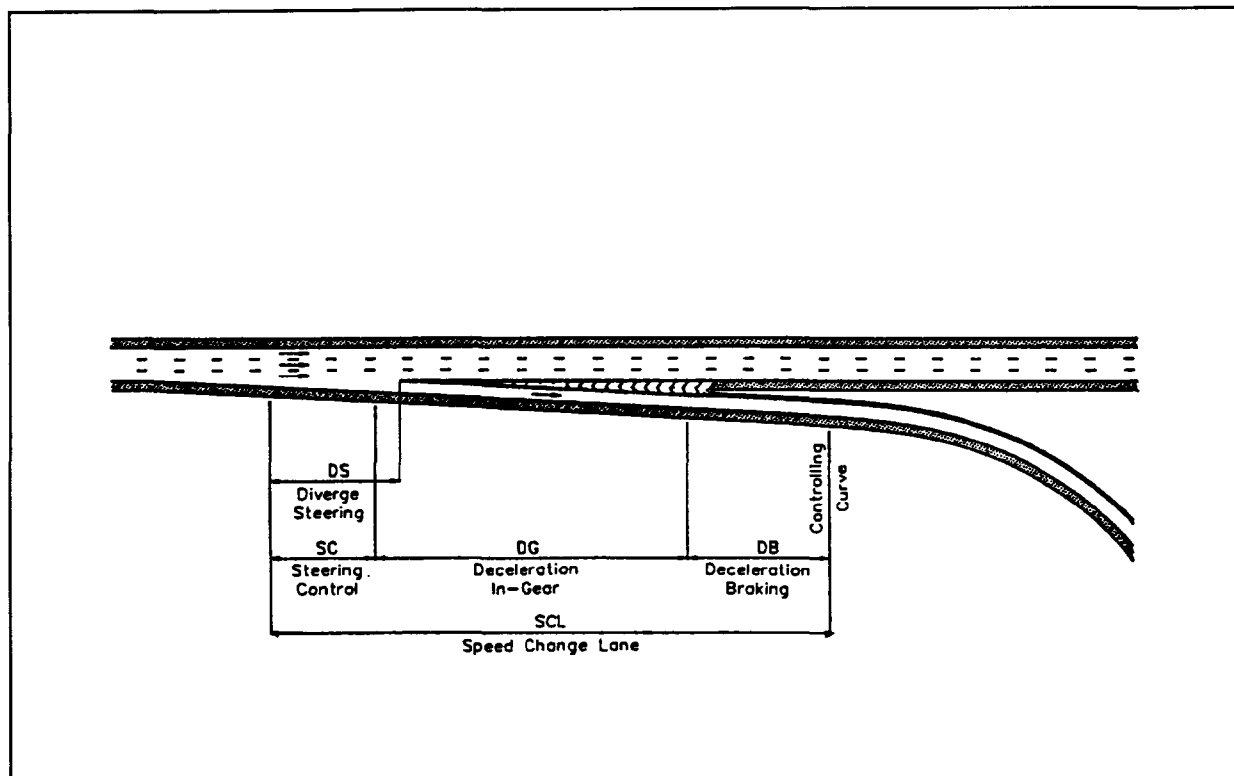 DS
Diverge
Steering
SC
Steering.
Control
DG
Deceleration
In-Gear
DB
Deceleration
Braking
Controlling
Curve
SCL
Speed Change Lane